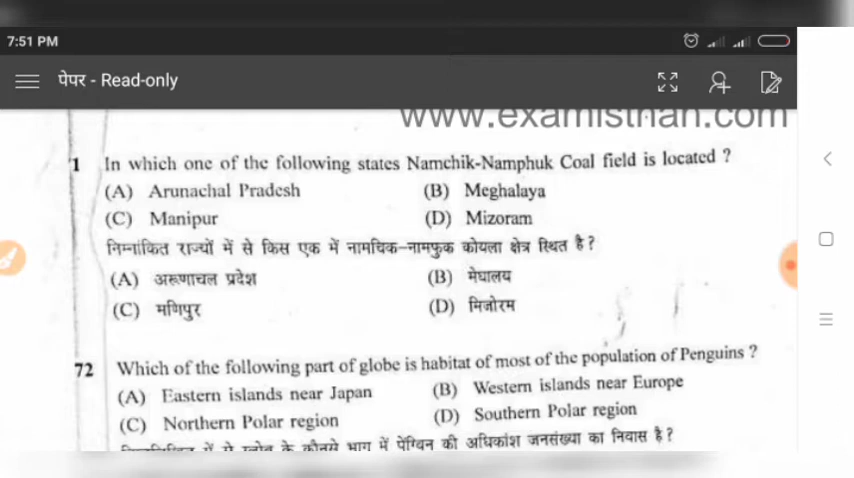 7:51 PM
पेपर - Read-only
www.examisthan.com
1 In which one of the following states Namchik-Namphuk Coal field is located ?
(A) Arunachal Pradesh (B) Meghalaya
(C) Manipur (D) Mizoram
निम्नांकित राज्यों में से किस एक में नामचिक–नामफुक कोयला क्षेत्र स्थित है ?
(A) अरूणाचल प्रदेश (B) मेघालय
(C) मणिपुर (D) मिजोरम
72 Which of the following part of globe is habitat of most of the population of Penguins ?
(A) Eastern islands near Japan (B) Western islands near Europe
(C) Northern Polar region (D) Southern Polar region
में से ग्लोब के कौनसे भाग में पेंग्विन की अधिकांश जनसंख्या का निवास है ?